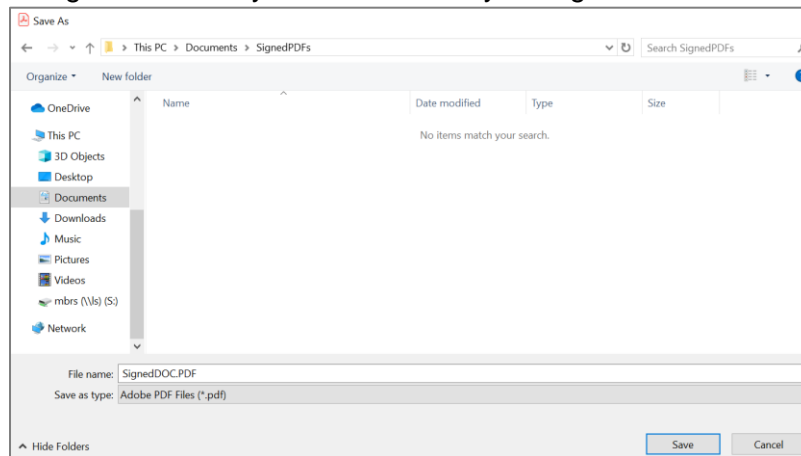 Save As
This PC > Documents > SignedPDFs
Search SignedPDFs
Organize
New folder
Name
Date modified
Type
Size
No items match your search.
OneDrive
This PC
3D Objects
Desktop
Documents
Downloads
Music
Pictures
Videos
mbrs (\\ls) (S:)
Network
File name: SignedDOC.PDF
Save as type: Adobe PDF Files (*.pdf)
Hide Folders
Save
Cancel